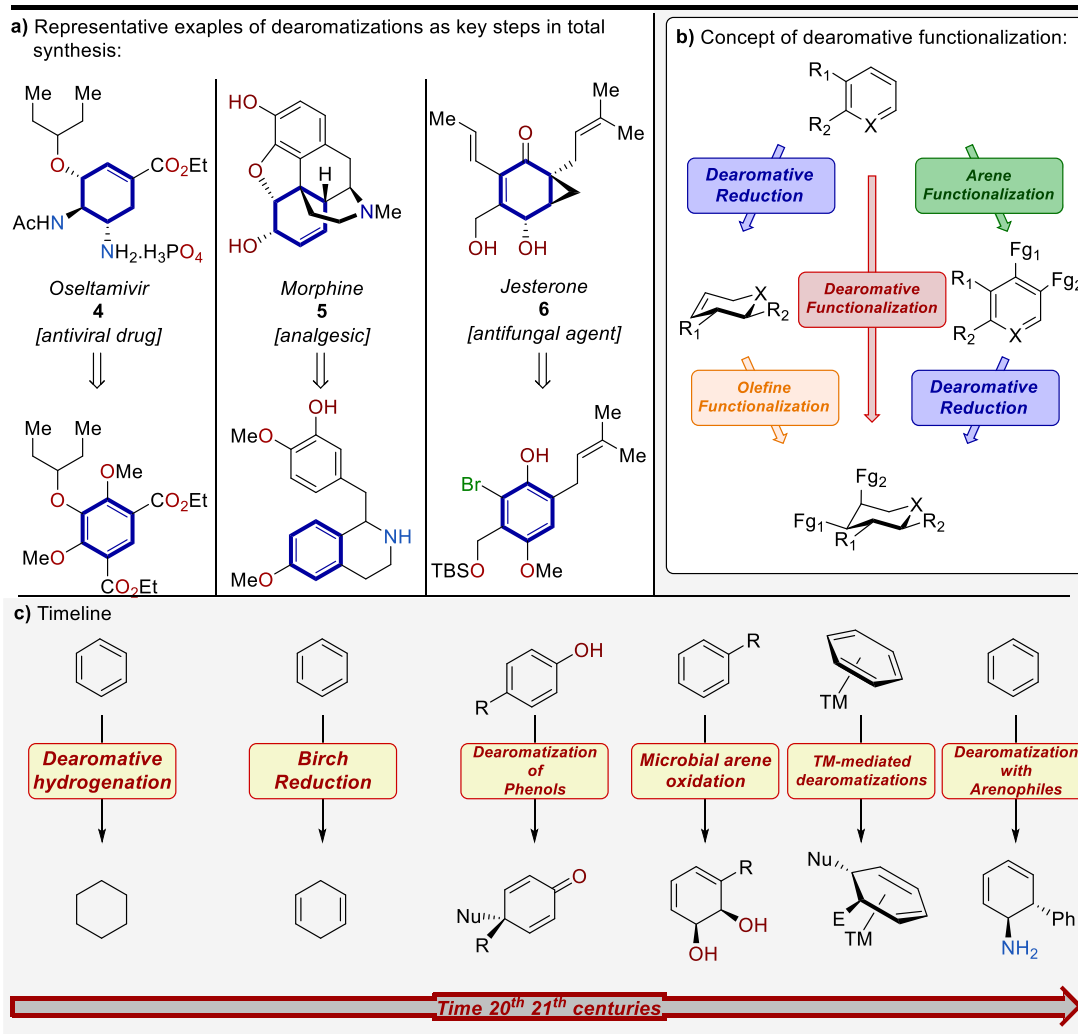 a) Representative exaples of dearomatizations as key steps in total
synthesis:
Me Me
O
CO2Et
AcHN
NH2.H3PO4
Oseltamivir
4
[antiviral drug]
Me Me
OMe
O
CO2Et
MeO
CO2Et
HO
O
H
NMe
HO
Morphine
5
[analgesic]
OH
MeO
NH
MeO
Me
Me
O
Me
OH OH
Jesterone
6
[antifungal agent]
Me
OH
Me
Br
TBSO OMe
b) Concept of dearomative functionalization:
R1
R2 X
Dearomative
Reduction
Arene
Functionalization
Dearomative
Functionalization
X
R1 R2
Fg1
R1 Fg2
R2 X
Olefine
Functionalization
Dearomative
Reduction
Fg2
X
Fg1 R1 R2
c) Timeline
Dearomative
hydrogenation
Birch
Reduction
OH
R
Dearomatization
of
Phenols
O
Nu
R
R
Microbial arene
oxidation
R
OH
OH
TM
TM-mediated
dearomatizations
Nu
E
TM
Dearomatization
with
Arenophiles
Ph
NH2
Time 20th 21th centuries